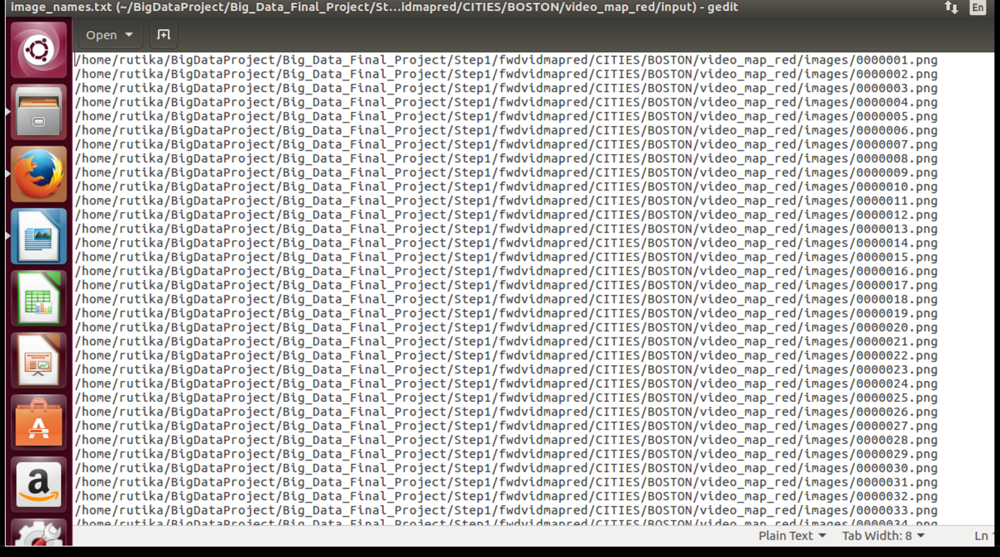 image_names.txt (~/BigDataProject/Big_Data_Final_Project/St...idmapred/CITIES/BOSTON/video_map_red/input) - gedit
En
Open
/home/rutika/BigDataProject/Big_Data_Final_Project/Step1/fwdvidmapred/CITIES/BOSTON/video_map_red/images/0000001.png
/home/rutika/BigDataProject/Big_Data_Final_Project/Step1/fwdvidmapred/CITIES/BOSTON/video_map_red/images/0000002.png
/home/rutika/BigDataProject/Big_Data_Final_Project/Step1/fwdvidmapred/CITIES/BOSTON/video_map_red/images/0000003.png
/home/rutika/BigDataProject/Big_Data_Final_Project/Step1/fwdvidmapred/CITIES/BOSTON/video_map_red/images/0000004.png
/home/rutika/BigDataProject/Big_Data_Final_Project/Step1/fwdvidmapred/CITIES/BOSTON/video_map_red/images/0000005.png
/home/rutika/BigDataProject/Big_Data_Final_Project/Step1/fwdvidmapred/CITIES/BOSTON/video_map_red/images/0000006.png
/home/rutika/BigDataProject/Big_Data_Final_Project/Step1/fwdvidmapred/CITIES/BOSTON/video_map_red/images/0000007.png
/home/rutika/BigDataProject/Big_Data_Final_Project/Step1/fwdvidmapred/CITIES/BOSTON/video_map_red/images/0000008.png
/home/rutika/BigDataProject/Big_Data_Final_Project/Step1/fwdvidmapred/CITIES/BOSTON/video_map_red/images/0000009.png
/home/rutika/BigDataProject/Big_Data_Final_Project/Step1/fwdvidmapred/CITIES/BOSTON/video_map_red/images/0000010.png
/home/rutika/BigDataProject/Big_Data_Final_Project/Step1/fwdvidmapred/CITIES/BOSTON/video_map_red/images/0000011.png
/home/rutika/BigDataProject/Big_Data_Final_Project/Step1/fwdvidmapred/CITIES/BOSTON/video_map_red/images/0000012.png
/home/rutika/BigDataProject/Big_Data_Final_Project/Step1/fwdvidmapred/CITIES/BOSTON/video_map_red/images/0000013.png
/home/rutika/BigDataProject/Big_Data_Final_Project/Step1/fwdvidmapred/CITIES/BOSTON/video_map_red/images/0000014.png
/home/rutika/BigDataProject/Big_Data_Final_Project/Step1/fwdvidmapred/CITIES/BOSTON/video_map_red/images/0000015.png
/home/rutika/BigDataProject/Big_Data_Final_Project/Step1/fwdvidmapred/CITIES/BOSTON/video_map_red/images/0000016.png
/home/rutika/BigDataProject/Big_Data_Final_Project/Step1/fwdvidmapred/CITIES/BOSTON/video_map_red/images/0000017.png
/home/rutika/BigDataProject/Big_Data_Final_Project/Step1/fwdvidmapred/CITIES/BOSTON/video_map_red/images/0000018.png
/home/rutika/BigDataProject/Big_Data_Final_Project/Step1/fwdvidmapred/CITIES/BOSTON/video_map_red/images/0000019.png
/home/rutika/BigDataProject/Big_Data_Final_Project/Step1/fwdvidmapred/CITIES/BOSTON/video_map_red/images/0000020.png
/home/rutika/BigDataProject/Big_Data_Final_Project/Step1/fwdvidmapred/CITIES/BOSTON/video_map_red/images/0000021.png
/home/rutika/BigDataProject/Big_Data_Final_Project/Step1/fwdvidmapred/CITIES/BOSTON/video_map_red/images/0000022.png
/home/rutika/BigDataProject/Big_Data_Final_Project/Step1/fwdvidmapred/CITIES/BOSTON/video_map_red/images/0000023.png
/home/rutika/BigDataProject/Big_Data_Final_Project/Step1/fwdvidmapred/CITIES/BOSTON/video_map_red/images/0000024.png
/home/rutika/BigDataProject/Big_Data_Final_Project/Step1/fwdvidmapred/CITIES/BOSTON/video_map_red/images/0000025.png
/home/rutika/BigDataProject/Big_Data_Final_Project/Step1/fwdvidmapred/CITIES/BOSTON/video_map_red/images/0000026.png
/home/rutika/BigDataProject/Big_Data_Final_Project/Step1/fwdvidmapred/CITIES/BOSTON/video_map_red/images/0000027.png
/home/rutika/BigDataProject/Big_Data_Final_Project/Step1/fwdvidmapred/CITIES/BOSTON/video_map_red/images/0000028.png
/home/rutika/BigDataProject/Big_Data_Final_Project/Step1/fwdvidmapred/CITIES/BOSTON/video_map_red/images/0000029.png
/home/rutika/BigDataProject/Big_Data_Final_Project/Step1/fwdvidmapred/CITIES/BOSTON/video_map_red/images/0000030.png
/home/rutika/BigDataProject/Big_Data_Final_Project/Step1/fwdvidmapred/CITIES/BOSTON/video_map_red/images/0000031.png
/home/rutika/BigDataProject/Big_Data_Final_Project/Step1/fwdvidmapred/CITIES/BOSTON/video_map_red/images/0000032.png
/home/rutika/BigDataProject/Big_Data_Final_Project/Step1/fwdvidmapred/CITIES/BOSTON/video_map_red/images/0000033.png
/home/rutika/BigDataProject/Big_Data_Final_Project/Step1/fwdvidmapred/CITIES/BOSTON/video_map_red/images/0000034.png
Plain Text Tab Width: 8 Ln